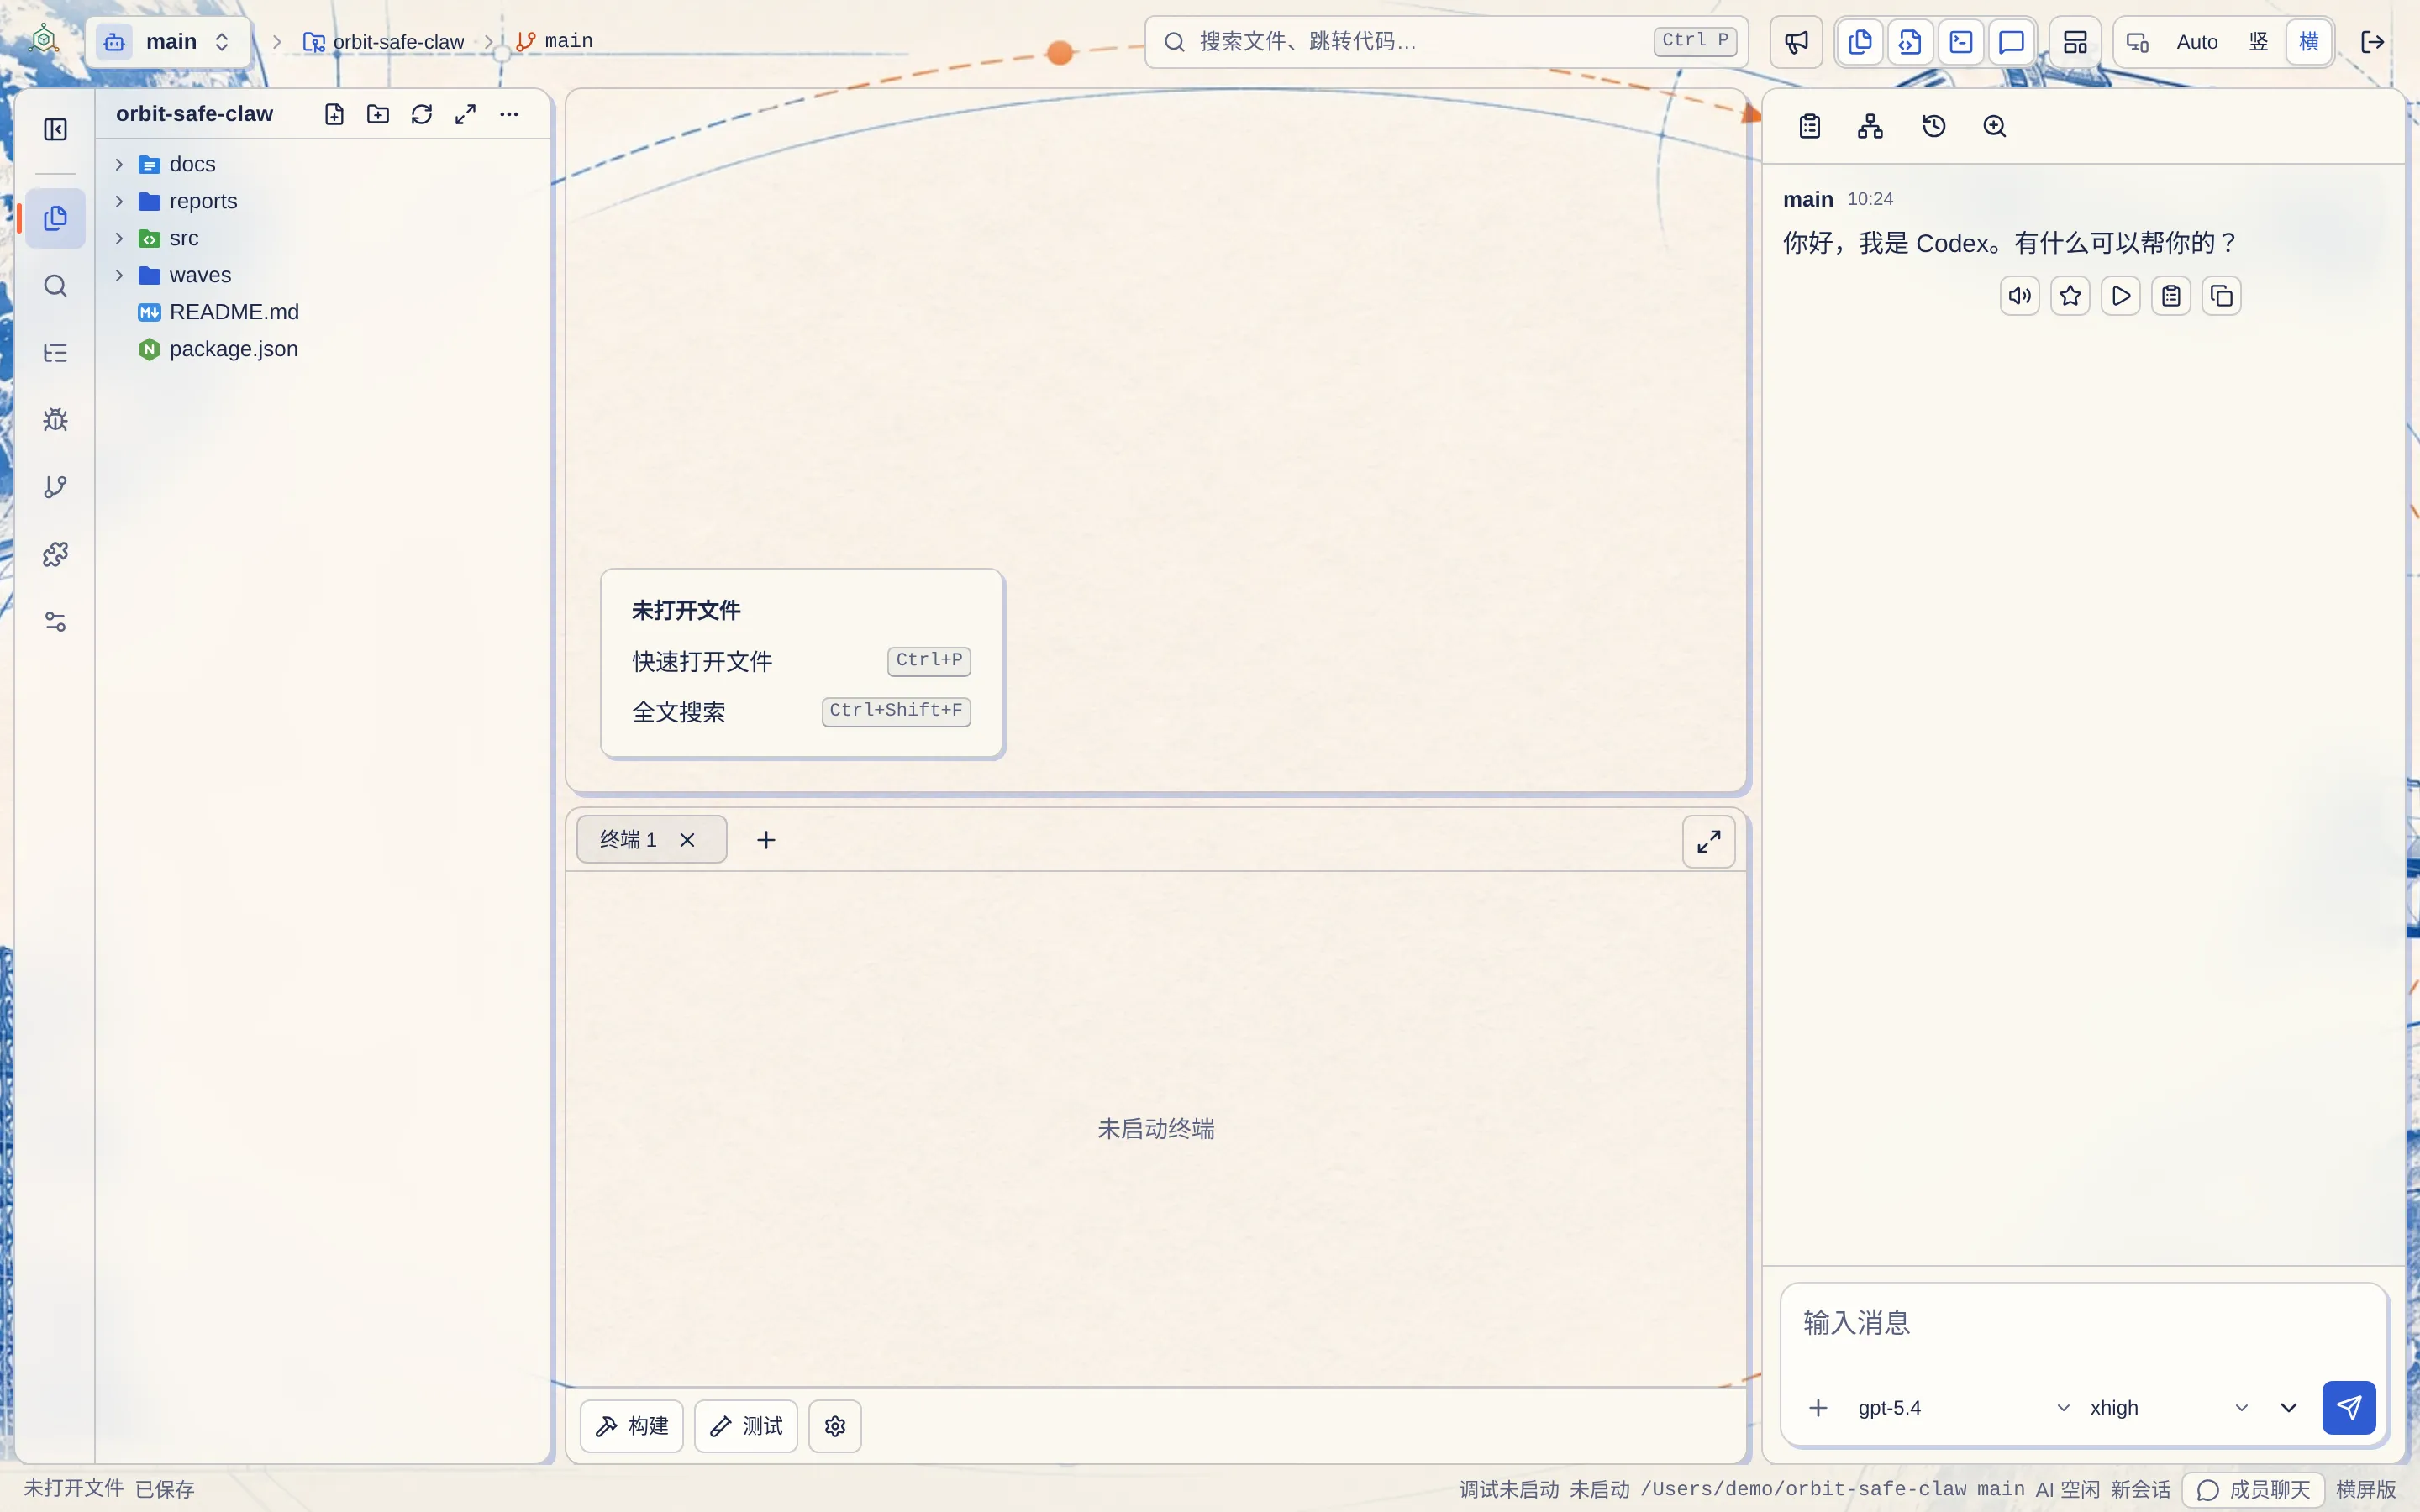 main orbit-safe-claw main 搜索文件、跳转代码... Ctrl P Auto 竖 横
orbit-safe-claw
docs
reports
src
waves
README.md
package.json
未打开文件
快速打开文件 Ctrl+P
全文搜索 Ctrl+Shift+F
终端 1
未启动终端
构建 测试
main 10:24
你好，我是 Codex。有什么可以帮你的？
输入消息
gpt-5.4 xhigh
未打开文件 已保存 调试未启动 未启动 /Users/demo/orbit-safe-claw main AI 空闲 新会话 成员聊天 横屏版